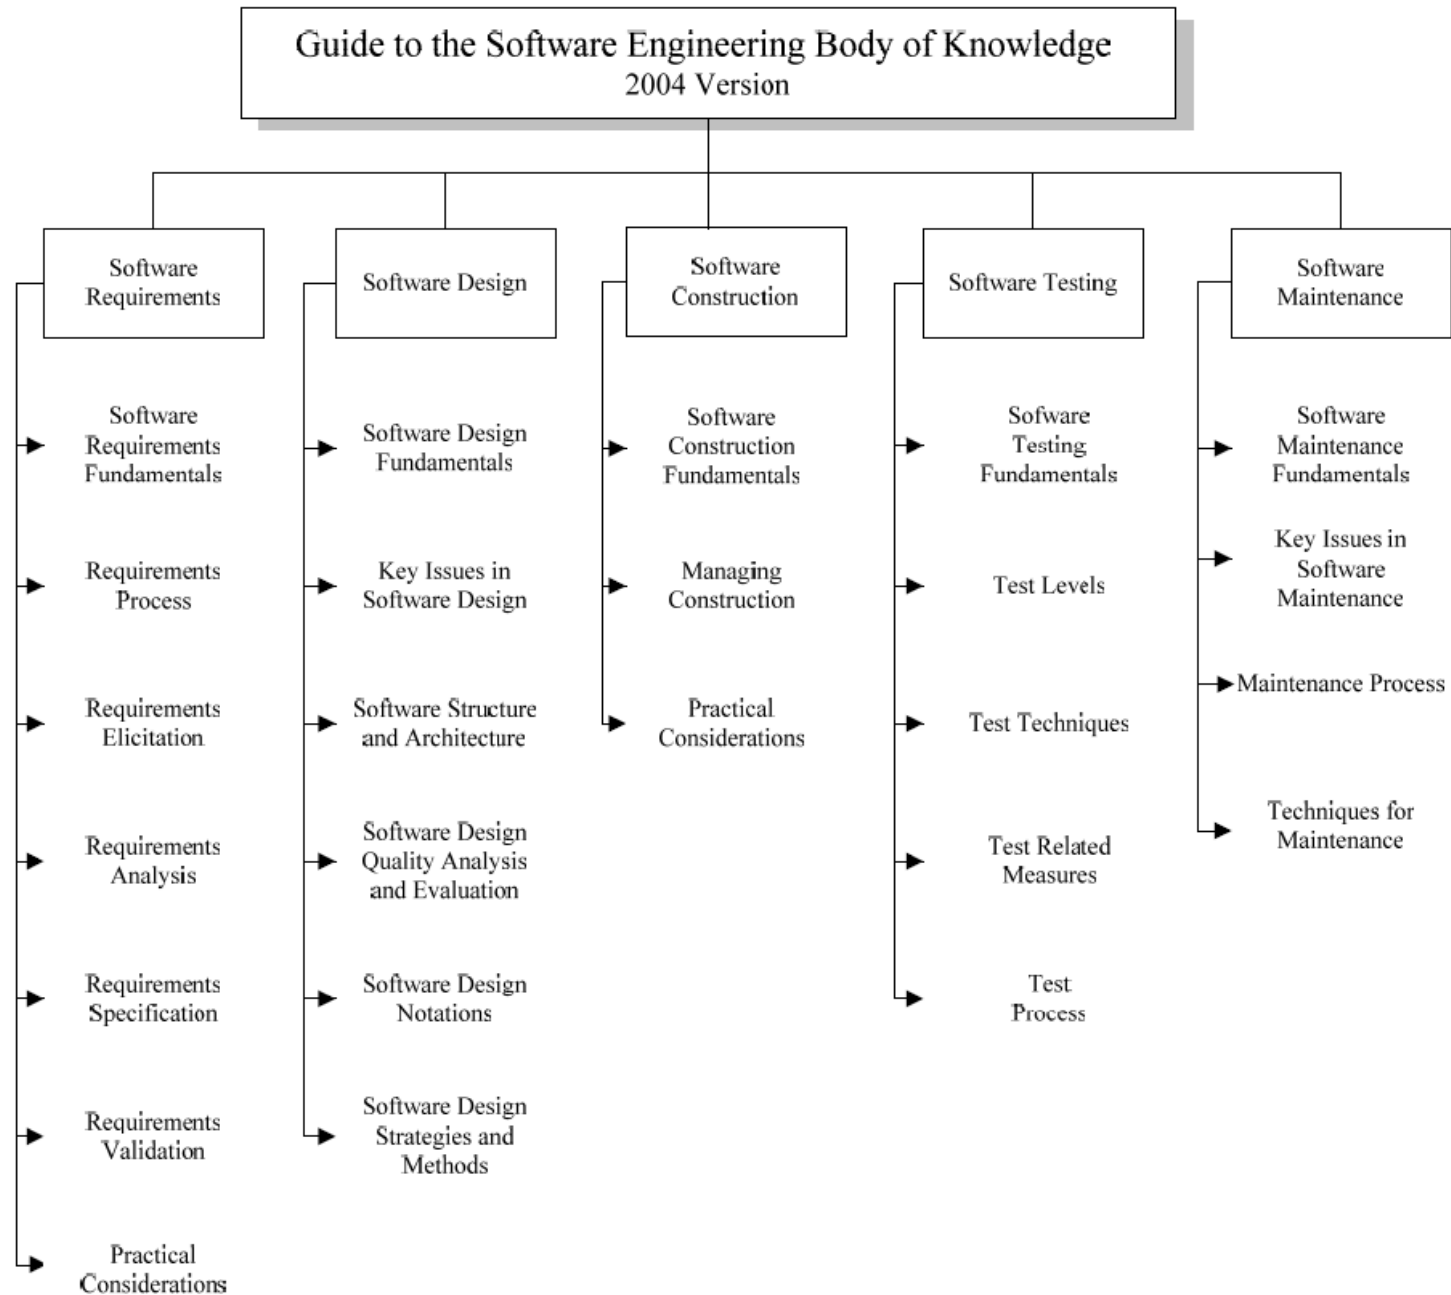 Guide to the Software Engineering Body of Knowledge
2004 Version
Software
Requirements
Software Design
Software
Construction
Software Testing
Software
Maintenance
Software
Requirements
Fundamentals
Requirements
Process
Requirements
Elicitation
Requirements
Analysis
Requirements
Specification
Requirements
Validation
Practical
Considerations
Software Design
Fundamentals
Key Issues in
Software Design
Software Structure
and Architecture
Software Design
Quality Analysis
and Evaluation
Software Design
Notations
Software Design
Strategies and
Methods
Software
Construction
Fundamentals
Managing
Construction
Practical
Considerations
Sofware
Testing
Fundamentals
Test Levels
Test Techniques
Test Related
Measures
Test
Process
Software
Maintenance
Fundamentals
Key Issues in
Software
Maintenance
Maintenance Process
Techniques for
Maintenance